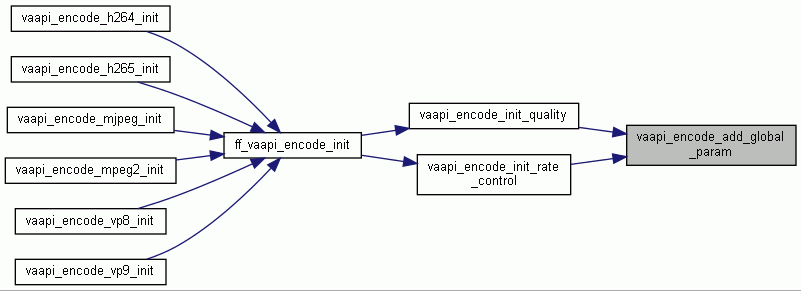 vaapi_encode_h264_init
vaapi_encode_h265_init
vaapi_encode_mjpeg_init
vaapi_encode_mpeg2_init
vaapi_encode_vp8_init
vaapi_encode_vp9_init
ff_vaapi_encode_init
vaapi_encode_init_quality
vaapi_encode_init_rate
_control
vaapi_encode_add_global
_param